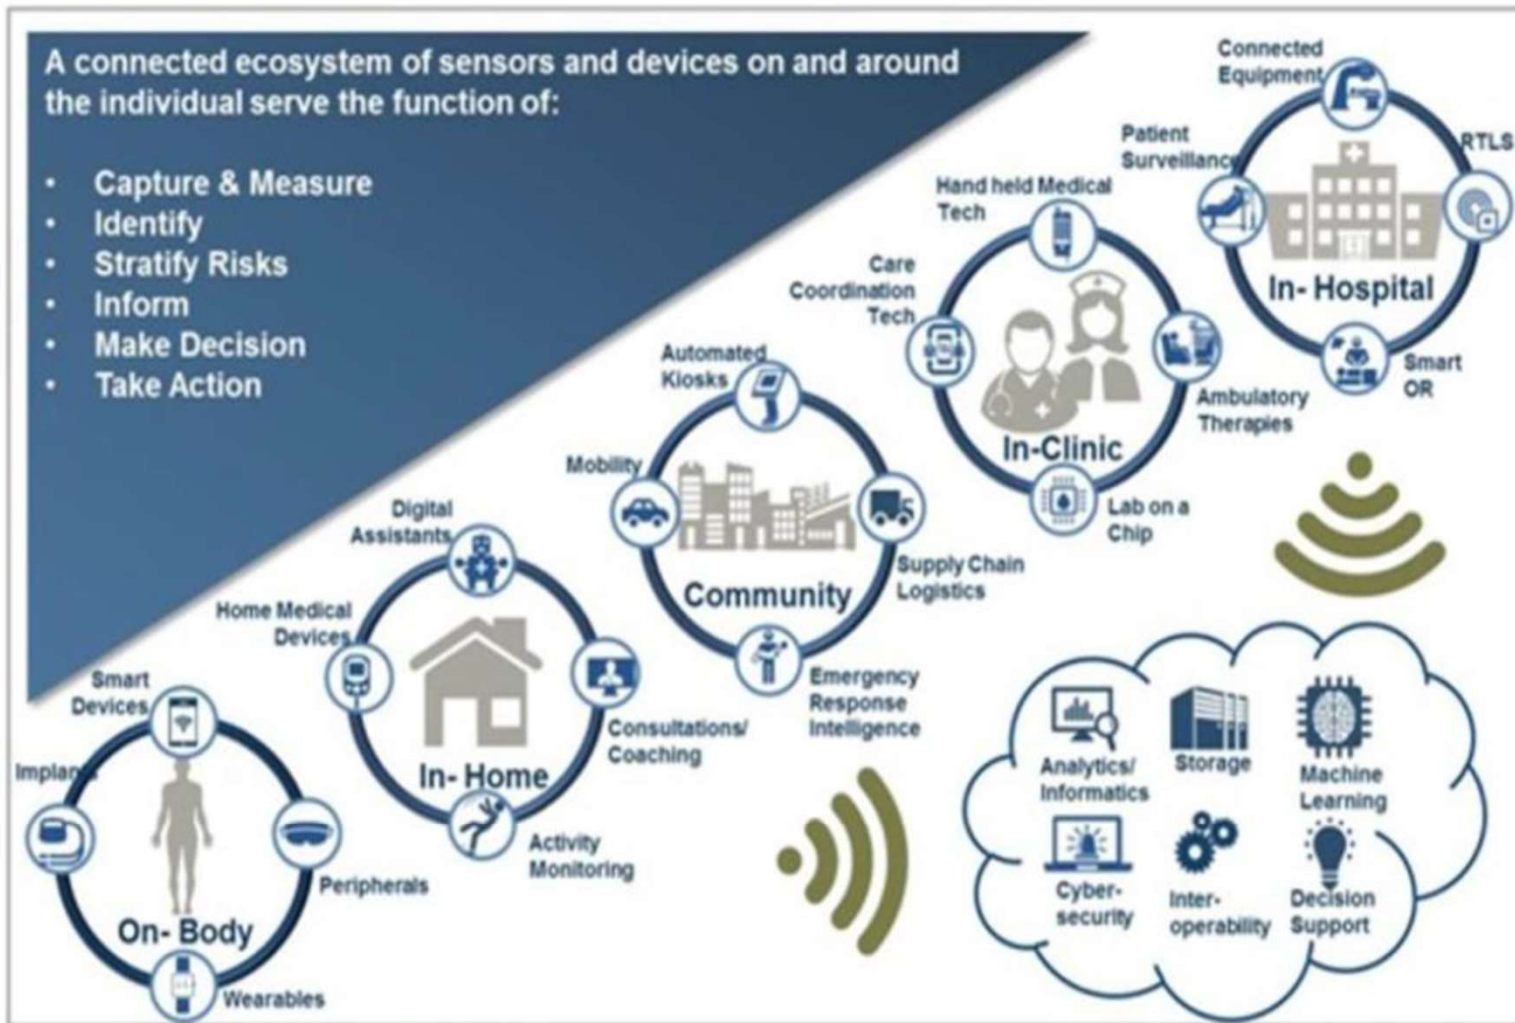 A connected ecosystem of sensors and devices on and around
the individual serve the function of:
• Capture & Measure
• Identify
• Stratify Risks
• Inform
• Make Decision
• Take Action
Connected
Equipment
Patient
Surveillance
RTLS
In- Hospital
Smart
OR
Hand held Medical
Tech
Care
Coordination
Tech
In-Clinic
Ambulatory
Therapies
Lab on a
Chip
Automated
Kiosks
Mobility
Community
Supply Chain
Logistics
Emergency
Response
Intelligence
Digital
Assistants
Home Medical
Devices
In- Home
Consultations/
Coaching
Activity
Monitoring
Smart
Devices
Implants
Peripherals
On- Body
Wearables
Analytics/
Informatics
Storage
Machine
Learning
Cyber-
security
Inter-
operability
Decision
Support